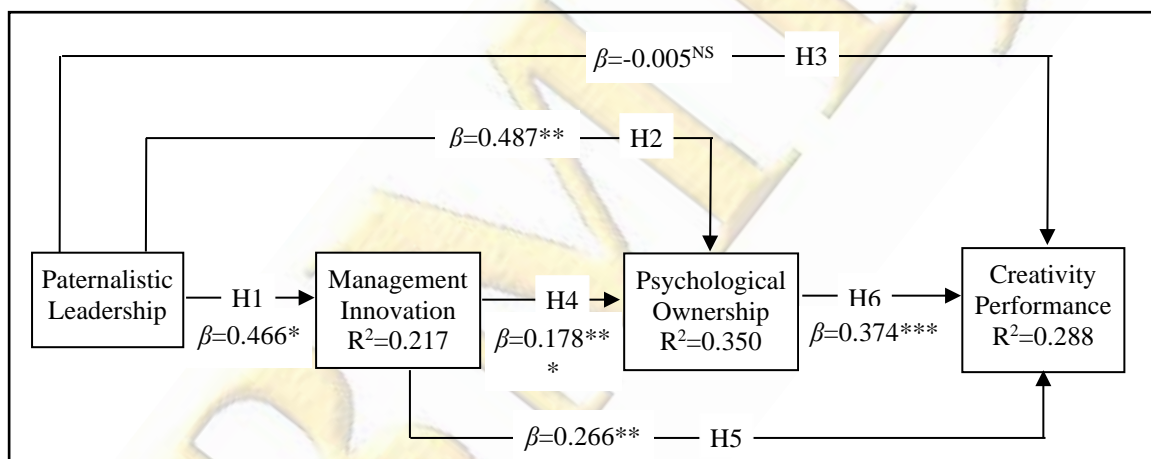 β=-0.005ᴺˢ H3
β=0.487** H2
Paternalistic
Leadership
H1
β=0.466*
Management
Innovation
R²=0.217
H4
β=0.178**
*
Psychological
Ownership
R²=0.350
H6
β=0.374***
Creativity
Performance
R²=0.288
β=0.266** H5